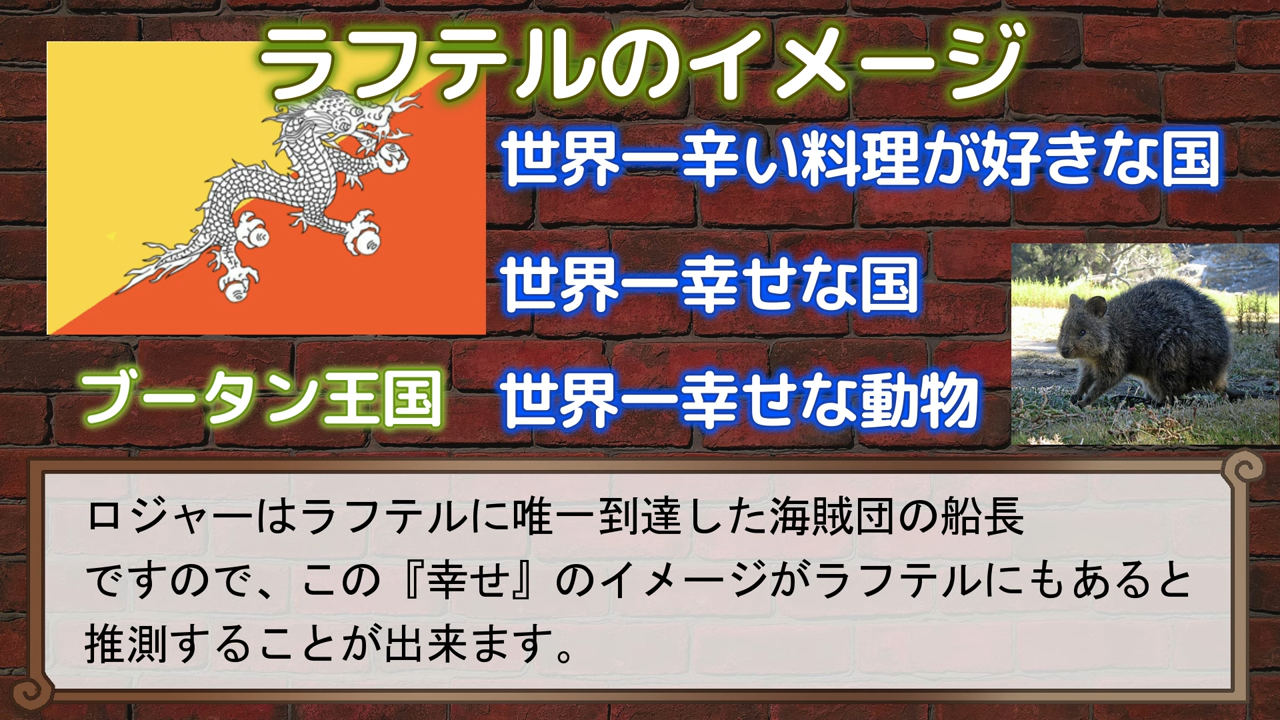 ラフテルのイメージ
世界一辛い料理が好きな国
世界一幸せな国
ブータン王国
世界一幸せな動物
ロジャーはラフテルに唯一到達した海賊団の船長
ですので、この『幸せ』のイメージがラフテルにもあると
推測することが出来ます。